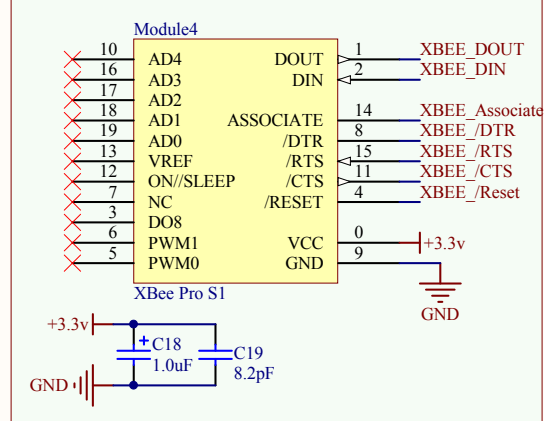 Module4
10 AD4 DOUT 1 XBEE_DOUT
16 AD3 DIN 2 XBEE_DIN
17 AD2
18 AD1 ASSOCIATE 14 XBEE_Associate
19 AD0 /DTR 8 XBEE_/DTR
13 VREF /RTS 15 XBEE_/RTS
12 ON//SLEEP /CTS 11 XBEE_/CTS
7 NC /RESET 4 XBEE_/Reset
3 DO8
6 PWM1 VCC 0 +3.3v
5 PWM0 GND 9
XBee Pro S1
GND
+3.3v
+ C18 C19
1.0uF 8.2pF
GND